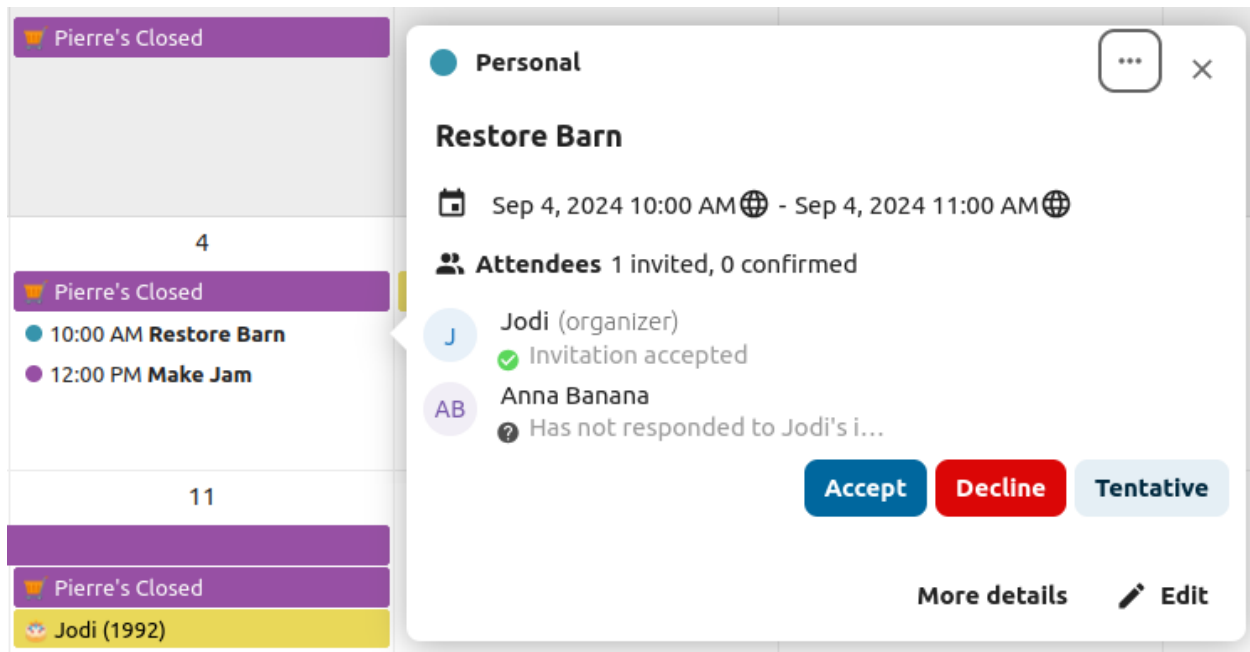 Pierre's Closed
4
Pierre's Closed
10:00 AM Restore Barn
12:00 PM Make Jam
11
Pierre's Closed
Jodi (1992)
Personal
Restore Barn
Sep 4, 2024 10:00 AM - Sep 4, 2024 11:00 AM
Attendees 1 invited, 0 confirmed
J
Jodi (organizer)
Invitation accepted
AB
Anna Banana
Has not responded to Jodi's i…
Accept Decline Tentative
More details Edit